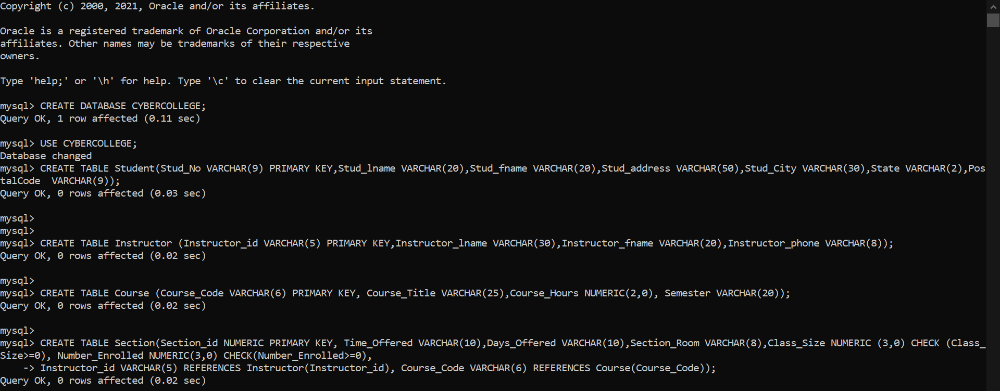 Copyright (c) 2000, 2021, Oracle and/or its affiliates.
Oracle is a registered trademark of Oracle Corporation and/or its
affiliates. Other names may be trademarks of their respective
owners.
Type 'help;' or '\h' for help. Type '\c' to clear the current input statement.
mysql> CREATE DATABASE CYBERCOLLEGE;
Query OK, 1 row affected (0.11 sec)
mysql> USE CYBERCOLLEGE;
Database changed
mysql> CREATE TABLE Student(Stud_No VARCHAR(9) PRIMARY KEY,Stud_lname VARCHAR(20),Stud_fname VARCHAR(20),Stud_address VARCHAR(50),Stud_City VARCHAR(30),State VARCHAR(2),Pos
talCode  VARCHAR(9));
Query OK, 0 rows affected (0.03 sec)
mysql>
mysql>
mysql> CREATE TABLE Instructor (Instructor_id VARCHAR(5) PRIMARY KEY,Instructor_lname VARCHAR(30),Instructor_fname VARCHAR(20),Instructor_phone VARCHAR(8));
Query OK, 0 rows affected (0.02 sec)
mysql>
mysql> CREATE TABLE Course (Course_Code VARCHAR(6) PRIMARY KEY, Course_Title VARCHAR(25),Course_Hours NUMERIC(2,0), Semester VARCHAR(20));
Query OK, 0 rows affected (0.02 sec)
mysql>
mysql> CREATE TABLE Section(Section_id NUMERIC PRIMARY KEY, Time_Offered VARCHAR(10),Days_Offered VARCHAR(10),Section_Room VARCHAR(8),Class_Size NUMERIC (3,0) CHECK (Class_
Size>=0), Number_Enrolled NUMERIC(3,0) CHECK(Number_Enrolled>=0),
    -> Instructor_id VARCHAR(5) REFERENCES Instructor(Instructor_id), Course_Code VARCHAR(6) REFERENCES Course(Course_Code));
Query OK, 0 rows affected (0.02 sec)